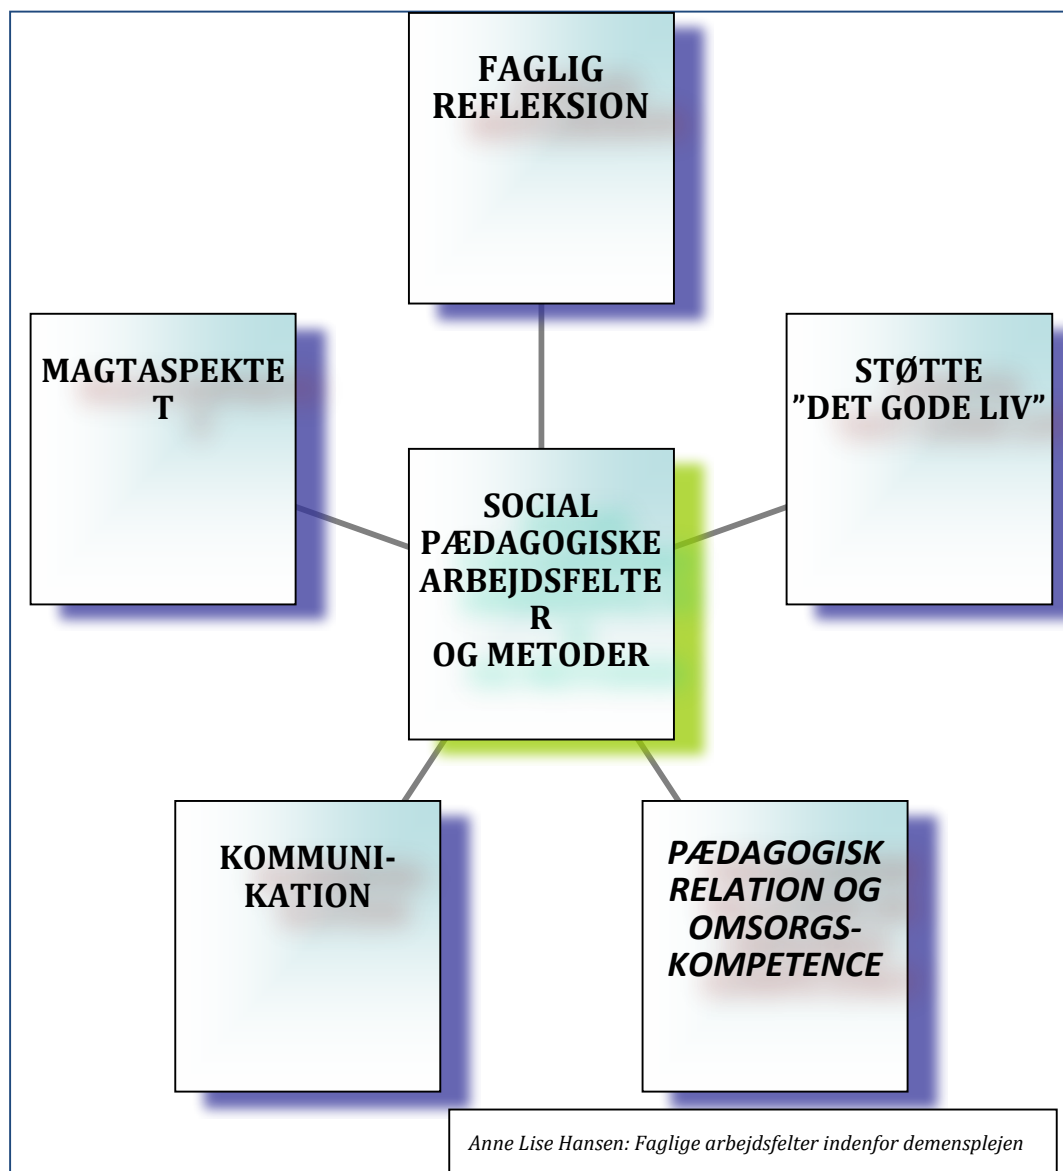 FAGLIG
REFLEKSION
MAGTASPEKTE
T
STØTTE
”DET GODE LIV”
SOCIAL
PÆDAGOGISKE
ARBEJDSFELTE
R
OG METODER
KOMMUNI-
KATION
PÆDAGOGISK
RELATION OG
OMSORGS-
KOMPETENCE
Anne Lise Hansen: Faglige arbejdsfelter indenfor demensplejen